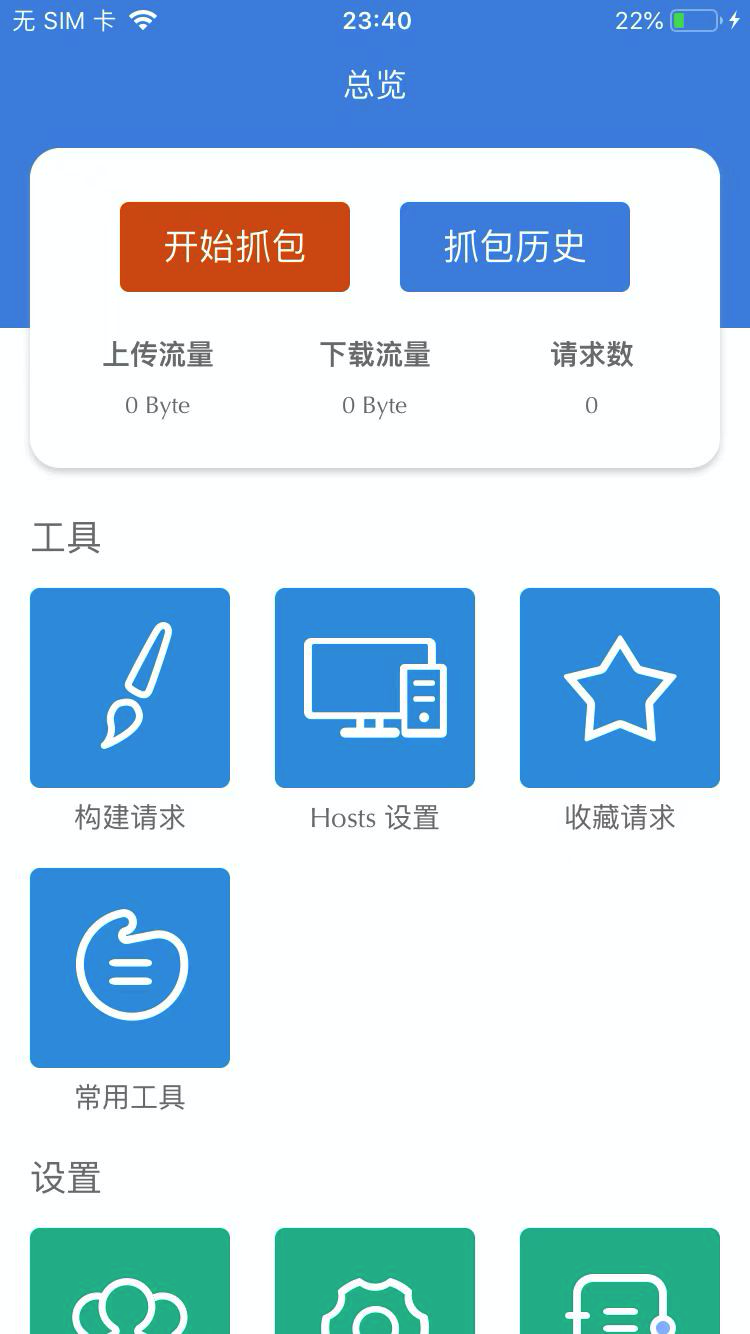 无 SIM 卡 23:40 22%
总览
开始抓包 抓包历史
上传流量 下载流量 请求数
0 Byte 0 Byte 0
工具
构建请求 Hosts 设置 收藏请求
常用工具
设置